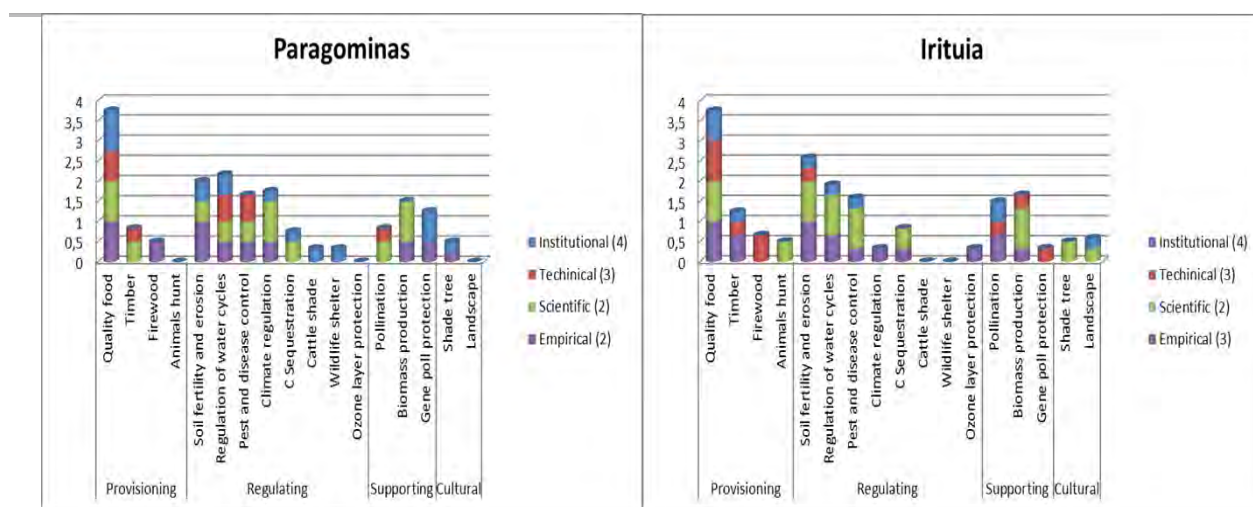 Paragominas
4
3,5
3
2,5
2
1,5
1
0,5
0
Quality food
Timber
Firewood
Animals hunt
Soil fertility and erosion
Regulation of water cycles
Pest and disease control
Climate regulation
C Sequestration
Cattle shade
Wildlife shelter
Ozone layer protection
Pollination
Biomass production
Gene poll protection
Shade tree
Landscape
Provisioning
Regulating
Supporting
Cultural
Institutional (4)
Techinical (3)
Scientific (2)
Empirical (2)
Irituia
4
3,5
3
2,5
2
1,5
1
0,5
0
Quality food
Timber
Firewood
Animals hunt
Soil fertility and erosion
Regulation of water cycles
Pest and disease control
Climate regulation
C Sequestration
Cattle shade
Wildlife shelter
Ozone layer protection
Pollination
Biomass production
Gene poll protection
Shade tree
Landscape
Provisioning
Regulating
Supporting
Cultural
Institutional (4)
Techinical (3)
Scientific (2)
Empirical (3)